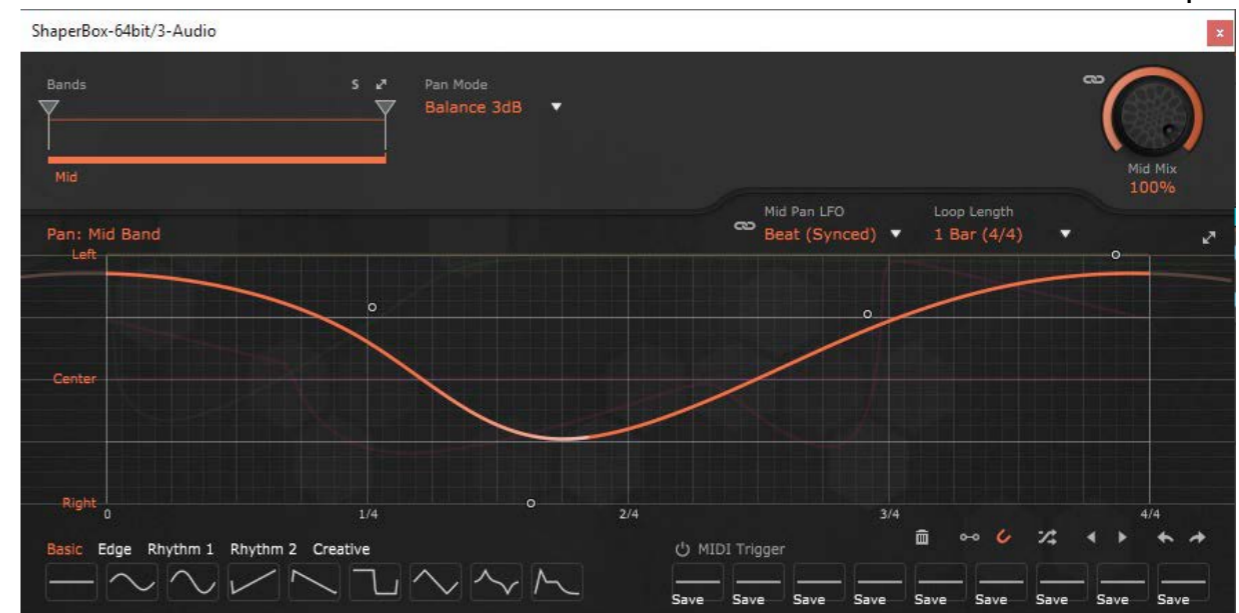 ShaperBox-64bit/3-Audio
x
Bands
S
Pan Mode
Balance 3dB
Mid
Mid Mix
100%
Mid Pan LFO
Beat (Synced)
Loop Length
1 Bar (4/4)
Pan: Mid Band
Left
Center
Right
0
1/4
2/4
3/4
4/4
Basic Edge Rhythm 1 Rhythm 2 Creative
MIDI Trigger
Save Save Save Save Save Save Save Save Save